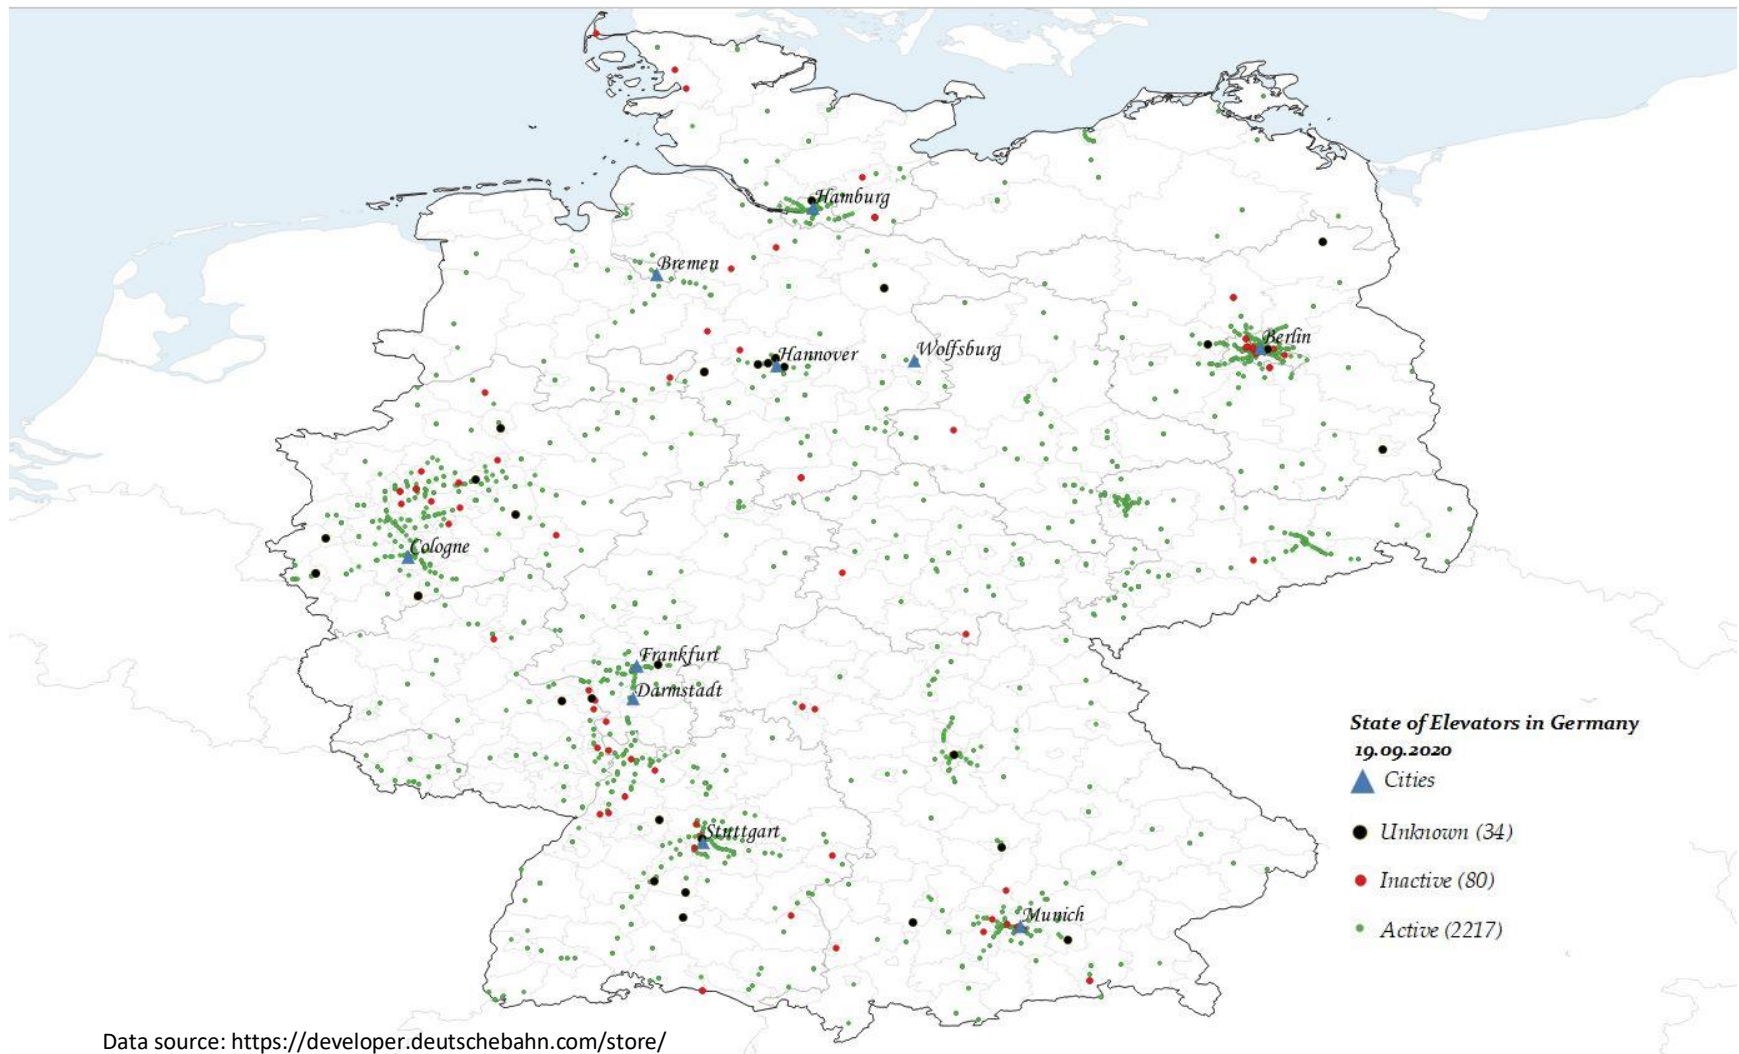 Hamburg
Bremen
Hannover
Wolfsburg
Berlin
Cologne
Frankfurt
Darmstadt
Stuttgart
Munich
State of Elevators in Germany
19.09.2020
Cities
Unknown (34)
Inactive (80)
Active (2217)
Data source: https://developer.deutschebahn.com/store/